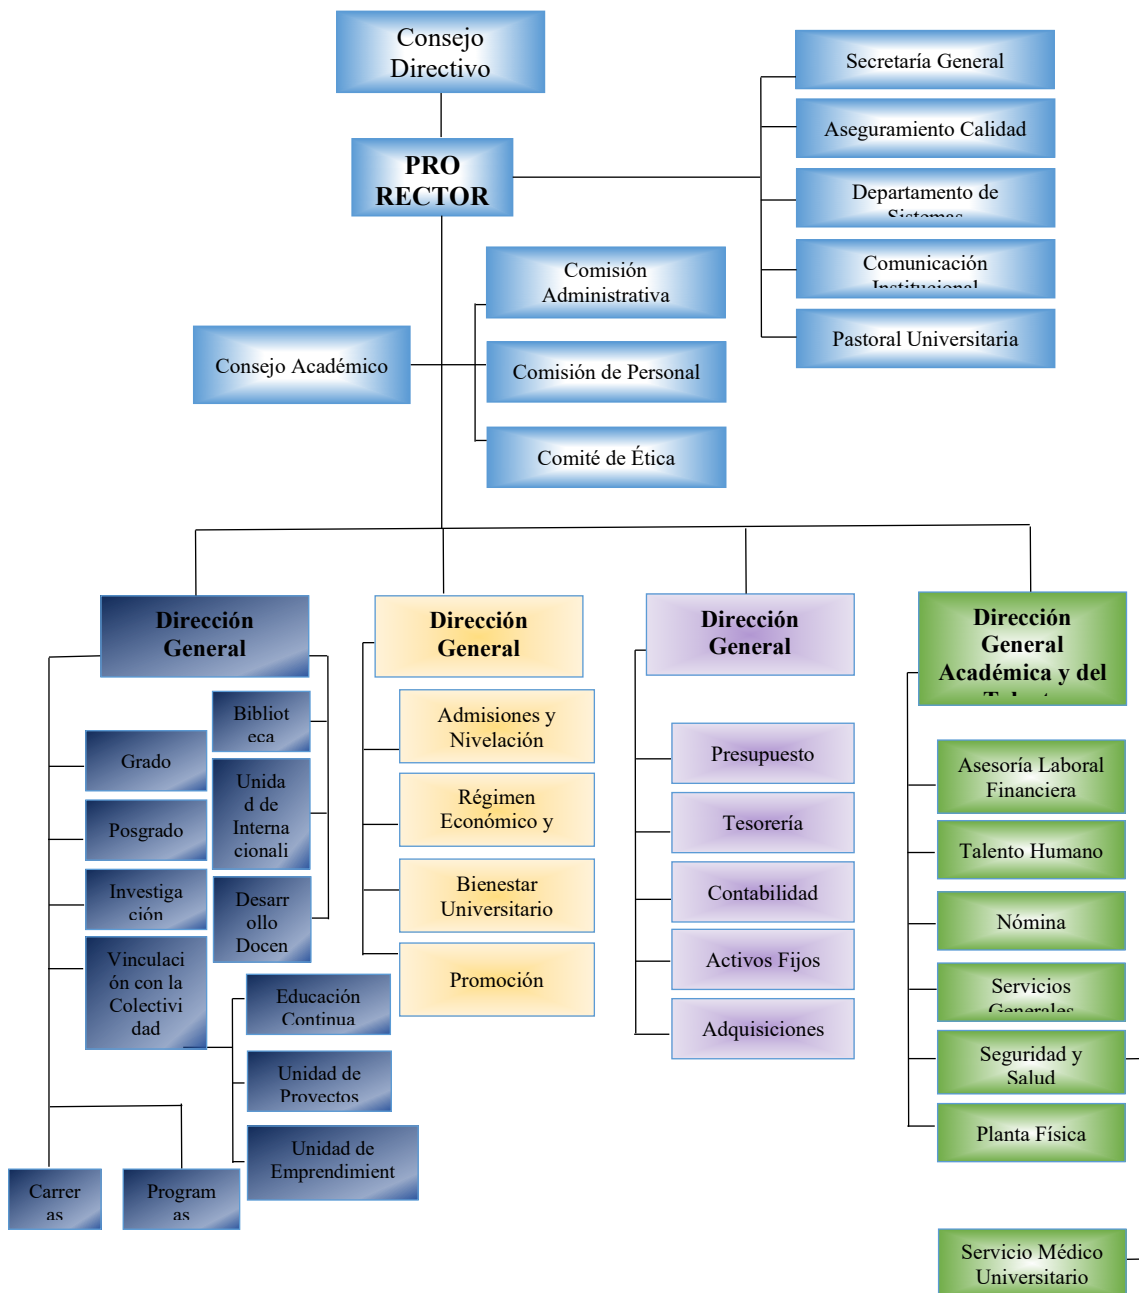 Consejo
Directivo
PRO
RECTOR
Secretaría General
Aseguramiento Calidad
Departamento de
Sistemas
Comunicación
Institucional
Pastoral Universitaria
Comisión
Administrativa
Consejo Académico
Comisión de Personal
Comité de Ética
Dirección
General
Bibliot
eca
Grado
Unida
d de
Interna
cionali
Posgrado
Investiga
ción
Desarr
ollo
Docen
Vinculaci
ón con la
Colectivi
dad
Educación
Continua
Unidad de
Proyectos
Unidad de
Emprendimient
Carrer
as
Program
as
Dirección
General
Admisiones y
Nivelación
Régimen
Económico y
Bienestar
Universitario
Promoción
Dirección
General
Presupuesto
Tesorería
Contabilidad
Activos Fijos
Adquisiciones
Dirección
General
Académica y del
Asesoría Laboral
Financiera
Talento Humano
Nómina
Servicios
Generales
Seguridad y
Salud
Planta Física
Servicio Médico
Universitario